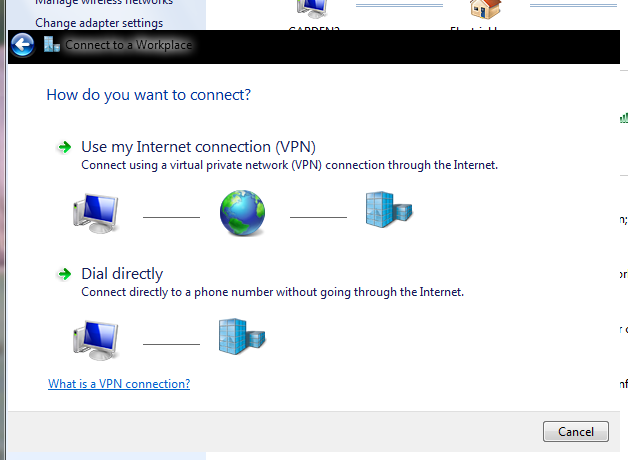 Manage wireless networks
Change adapter settings
Connect to a Workplace
How do you want to connect?
Use my Internet connection (VPN)
Connect using a virtual private network (VPN) connection through the Internet.
Dial directly
Connect directly to a phone number without going through the Internet.
What is a VPN connection?
Cancel